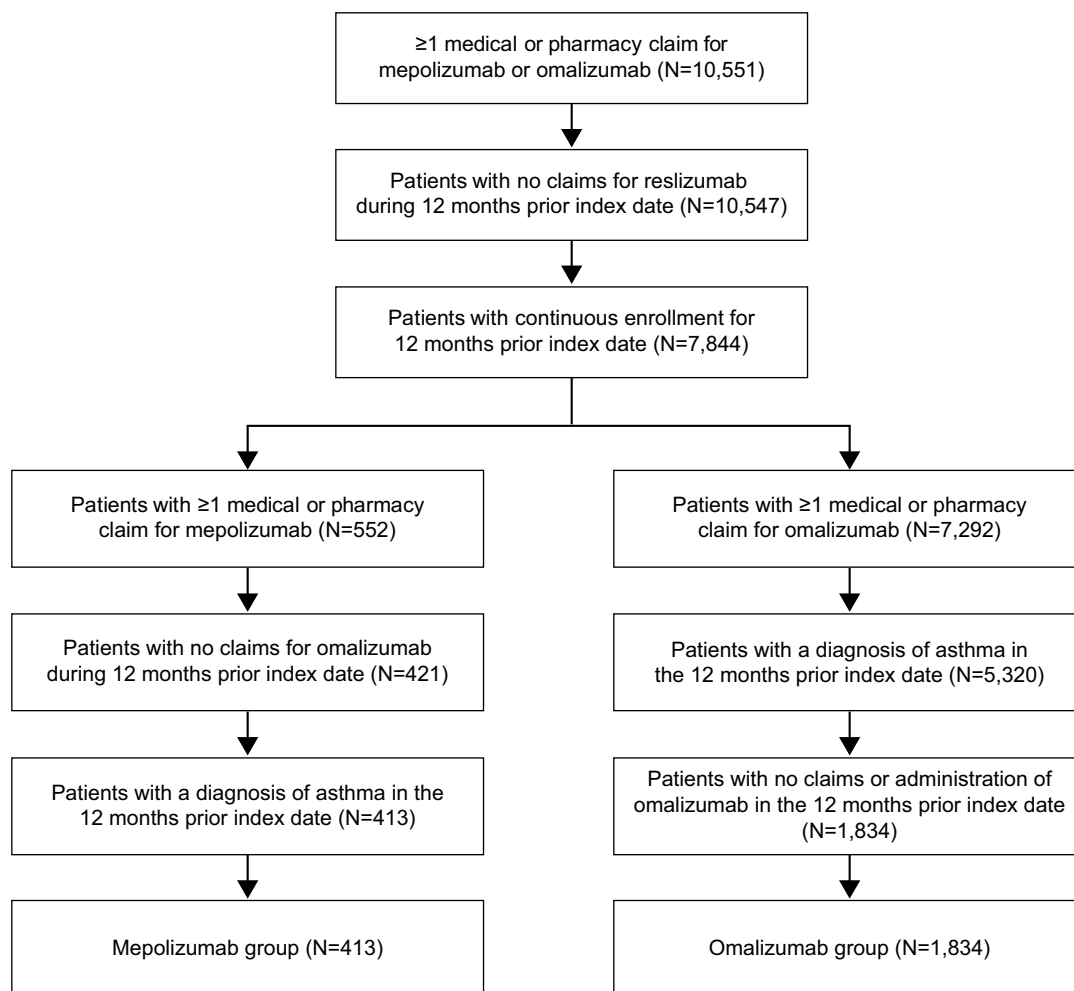 ≥1 medical or pharmacy claim for
mepolizumab or omalizumab (N=10,551)
Patients with no claims for reslizumab
during 12 months prior index date (N=10,547)
Patients with continuous enrollment for
12 months prior index date (N=7,844)
Patients with ≥1 medical or pharmacy
claim for mepolizumab (N=552)
Patients with no claims for omalizumab
during 12 months prior index date (N=421)
Patients with a diagnosis of asthma in the
12 months prior index date (N=413)
Mepolizumab group (N=413)
Patients with ≥1 medical or pharmacy
claim for omalizumab (N=7,292)
Patients with a diagnosis of asthma in
the 12 months prior index date (N=5,320)
Patients with no claims or administration of
omalizumab in the 12 months prior index date
(N=1,834)
Omalizumab group (N=1,834)